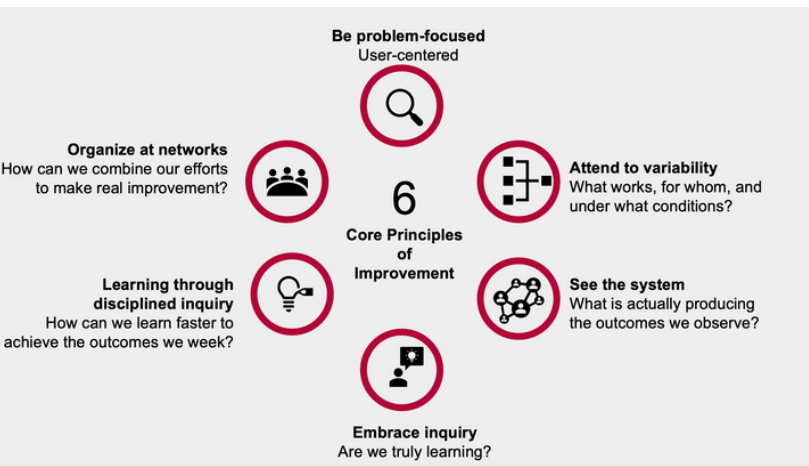 Be problem-focused
User-centered
Organize at networks
How can we combine our efforts
to make real improvement?
Attend to variability
What works, for whom, and
under what conditions?
6
Core Principles
of
Improvement
Learning through
disciplined inquiry
How can we learn faster to
achieve the outcomes we week?
See the system
What is actually producing
the outcomes we observe?
Embrace inquiry
Are we truly learning?